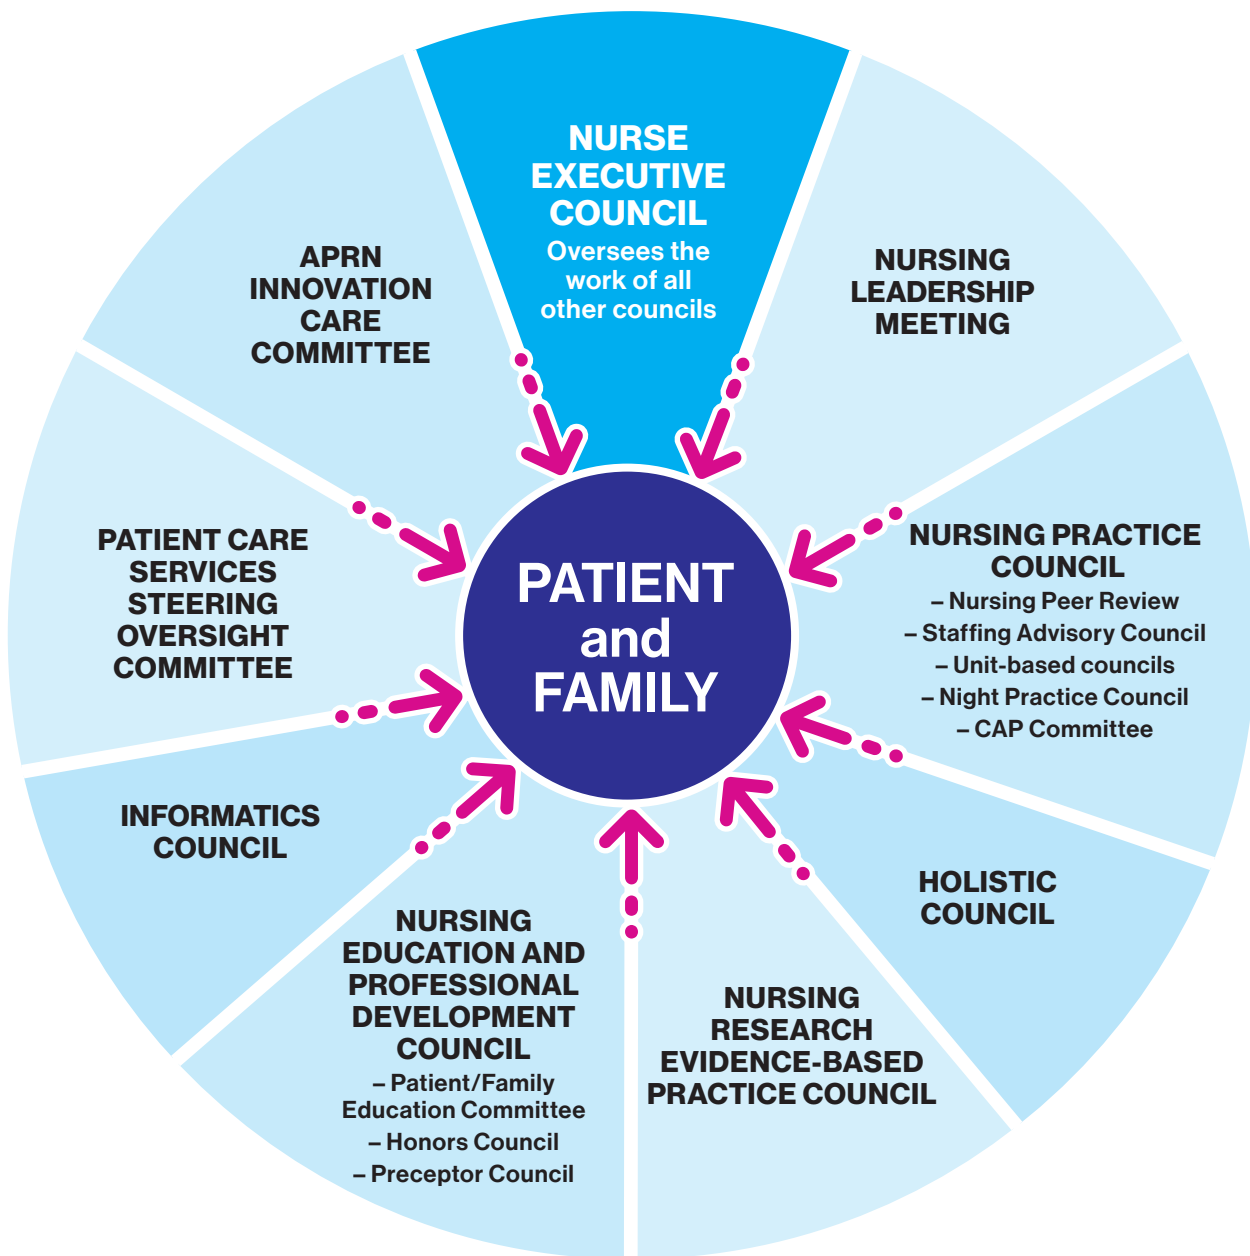 NURSE
EXECUTIVE
COUNCIL
Oversees the
work of all
other councils
NURSING
LEADERSHIP
MEETING
NURSING PRACTICE
COUNCIL
– Nursing Peer Review
– Staffing Advisory Council
– Unit-based councils
– Night Practice Council
– CAP Committee
HOLISTIC
COUNCIL
NURSING
RESEARCH
EVIDENCE-BASED
PRACTICE COUNCIL
NURSING
EDUCATION AND
PROFESSIONAL
DEVELOPMENT
COUNCIL
– Patient/Family
Education Committee
– Honors Council
– Preceptor Council
INFORMATICS
COUNCIL
PATIENT CARE
SERVICES
STEERING
OVERSIGHT
COMMITTEE
APRN
INNOVATION
CARE
COMMITTEE
PATIENT
and
FAMILY